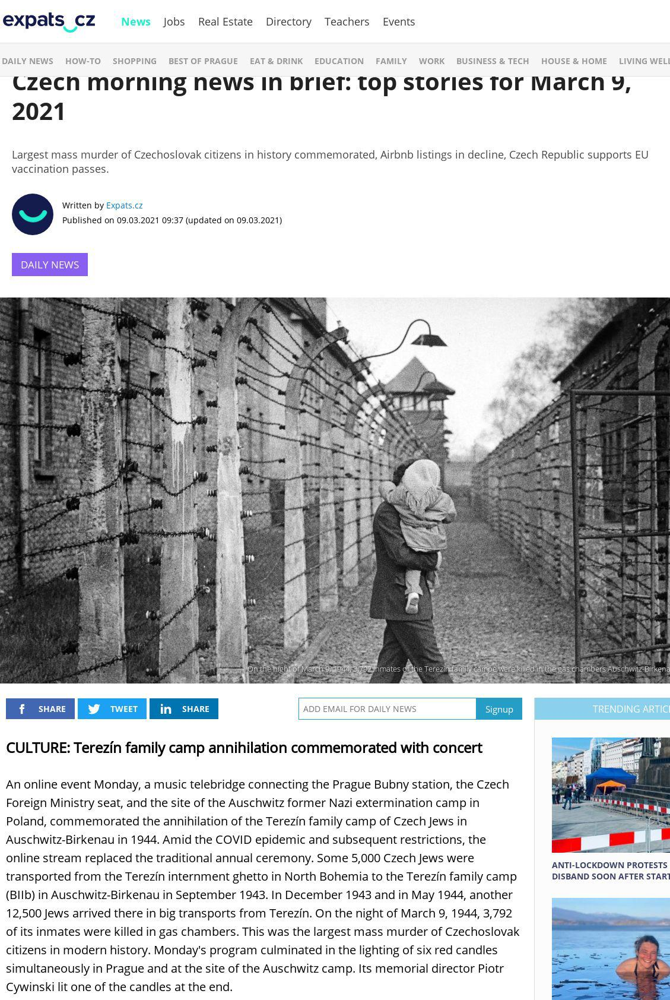 expats cz
News Jobs Real Estate Directory Teachers Events
DAILY NEWS HOW-TO SHOPPING BEST OF PRAGUE EAT & DRINK EDUCATION FAMILY WORK BUSINESS & TECH HOUSE & HOME LIVING WELL
Czech morning news in brief: top stories for March 9,
2021
Largest mass murder of Czechoslovak citizens in history commemorated, Airbnb listings in decline, Czech Republic supports EU
vaccination passes.
Written by Expats.cz
Published on 09.03.2021 09:37 (updated on 09.03.2021)
DAILY NEWS
On the night of March 9, 1944, 3,792 inmates of the Terezín family campe were killed in the gas chambers Auschwitz-Birkena
SHARE TWEET SHARE
ADD EMAIL FOR DAILY NEWS Signup
TRENDING ARTIC
CULTURE: Terezín family camp annihilation commemorated with concert
An online event Monday, a music telebridge connecting the Prague Bubny station, the Czech
Foreign Ministry seat, and the site of the Auschwitz former Nazi extermination camp in
Poland, commemorated the annihilation of the Terezín family camp of Czech Jews in
Auschwitz-Birkenau in 1944. Amid the COVID epidemic and subsequent restrictions, the
online stream replaced the traditional annual ceremony. Some 5,000 Czech Jews were
transported from the Terezín internment ghetto in North Bohemia to the Terezín family camp
(BIIb) in Auschwitz-Birkenau in September 1943. In December 1943 and in May 1944, another
12,500 Jews arrived there in big transports from Terezín. On the night of March 9, 1944, 3,792
of its inmates were killed in gas chambers. This was the largest mass murder of Czechoslovak
citizens in modern history. Monday's program culminated in the lighting of six red candles
simultaneously in Prague and at the site of the Auschwitz camp. Its memorial director Piotr
Cywinski lit one of the candles at the end.
ANTI-LOCKDOWN PROTESTS
DISBAND SOON AFTER START